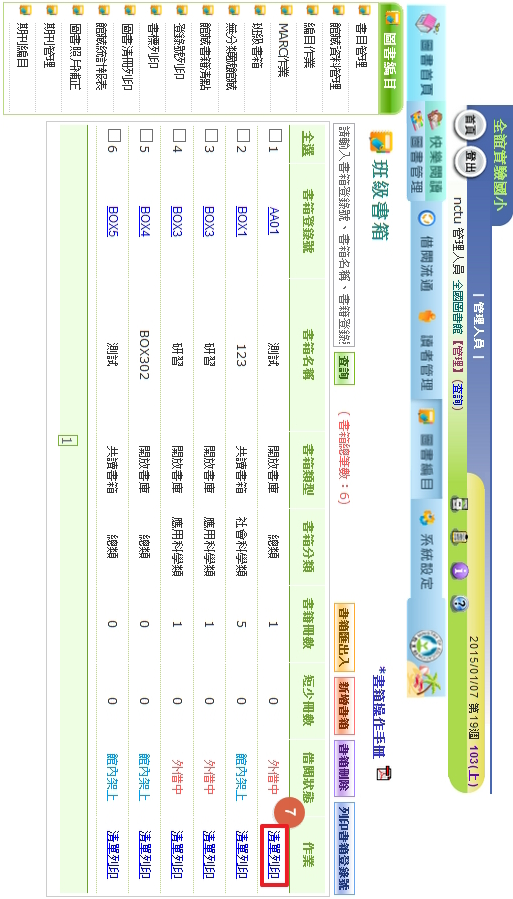 全誼實驗國小
| 管理人員 |
首頁
登出
nctu 管理人員 全國圖書館【管理】(查詢)
2015/01/07 第19週 103(上)
圖書首頁
快樂閱讀
圖書管理
借閱流通
讀者管理
圖書編目
系統設定
圖書編目
書目管理
館域資料管理
編目作業
MARC作業
班級書箱
無分類號館域
館域書籍清點
登錄號列印
書標列印
圖書清冊列印
館域統計報表
圖書照片補正
期刊管理
期刊編目
班級書箱
*書箱操作手冊
請輸入書箱登錄號、書箱名稱、書箱登錄!
查詢
(書箱總筆數：6)
書箱匯出入
新增書箱
書箱刪除
列印書箱登錄號
全選 書箱登錄號 書箱名稱 書箱類型 書箱分類 書箱冊數 短少冊數 借閱狀態 作業
1 AA01 測試 開放書庫 總類 1 0 外借中 清單列印
7
2 BOX1 123 共讀書箱 社會科學類 5 0 館內架上 清單列印
3 BOX3 研習 開放書庫 應用科學類 1 0 外借中 清單列印
4 BOX3 研習 開放書庫 應用科學類 1 0 外借中 清單列印
5 BOX4 BOX302 開放書庫 總類 0 0 館內架上 清單列印
6 BOX5 測試 共讀書箱 總類 0 0 館內架上 清單列印
1